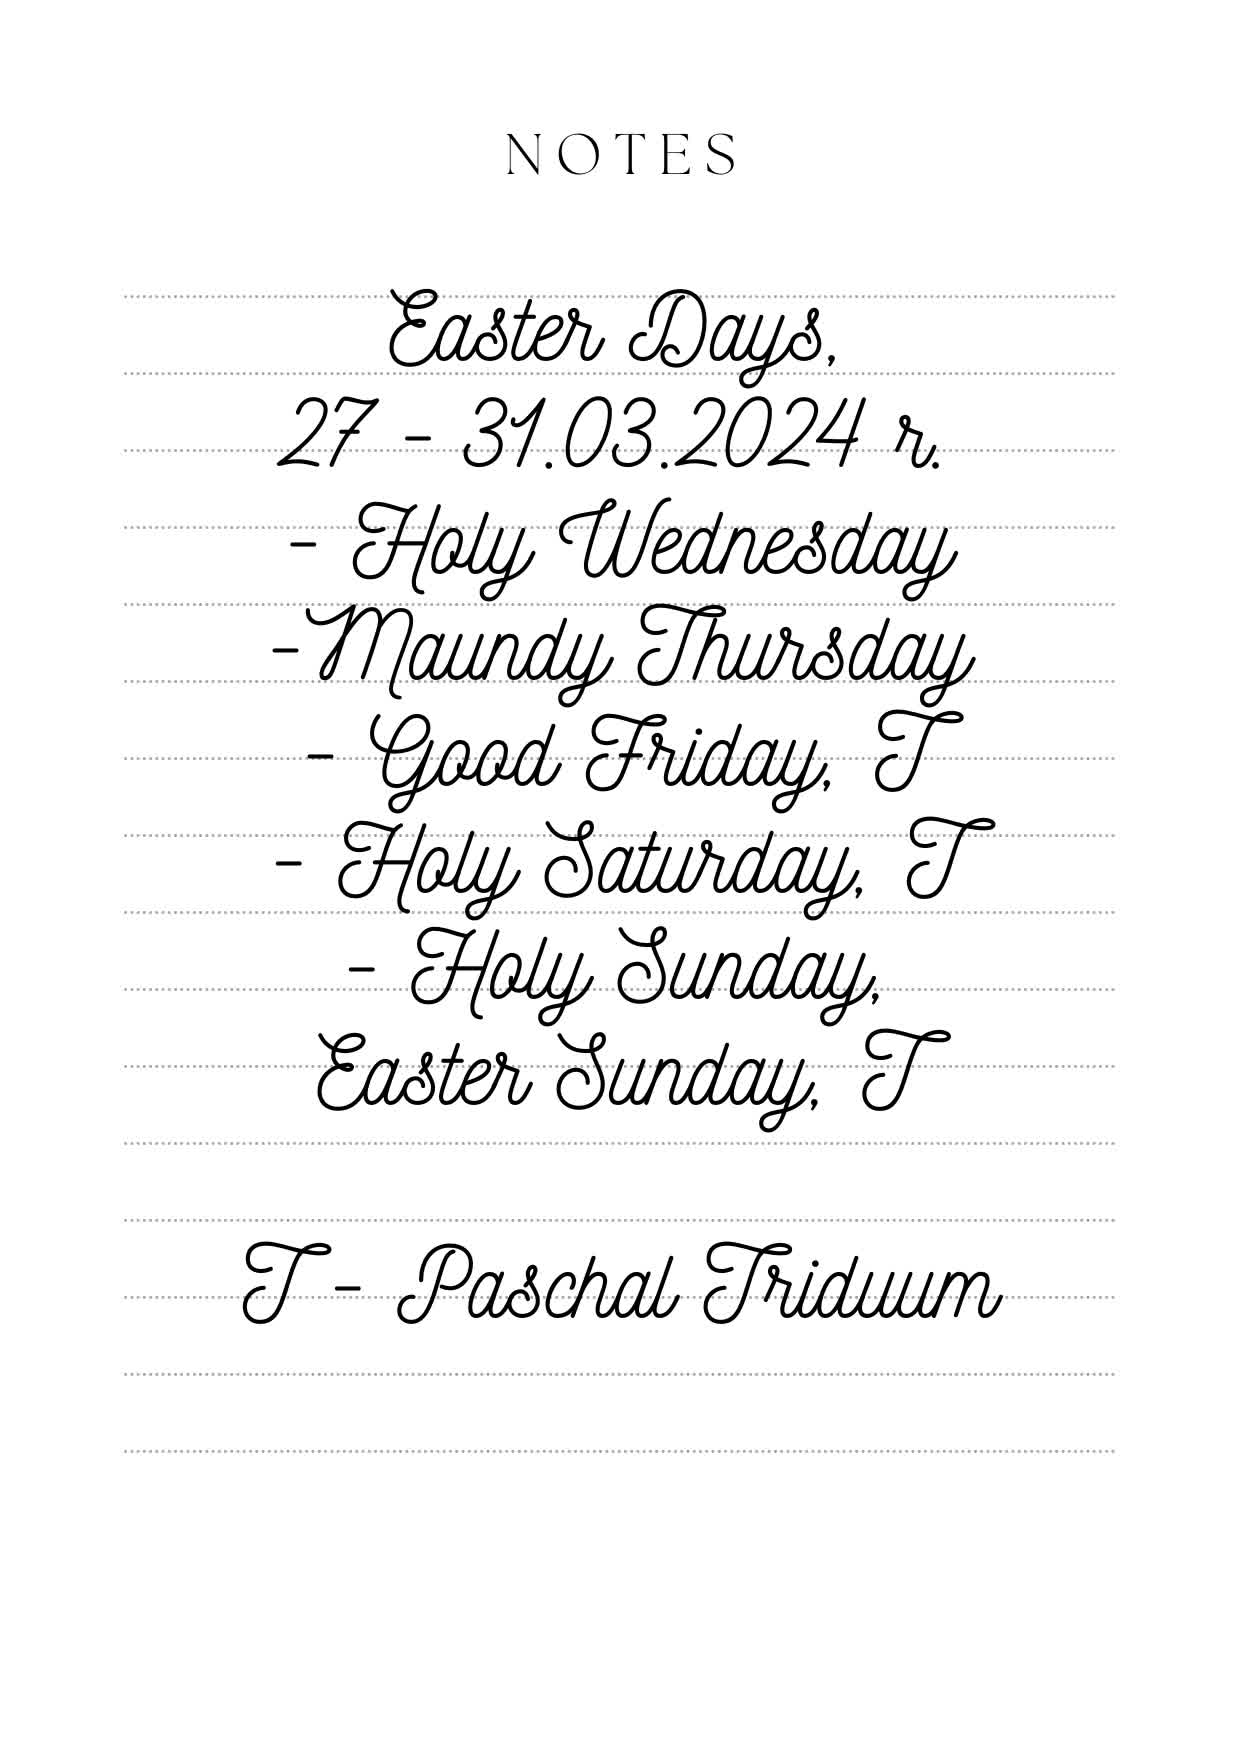 NOTES
Easter Days,
27 - 31.03.2024 r.
- Holy Wednesday
-Maundy Thursday
- Good Friday, T
- Holy Saturday, T
- Holy Sunday,
Easter Sunday, T
T - Paschal Triduum